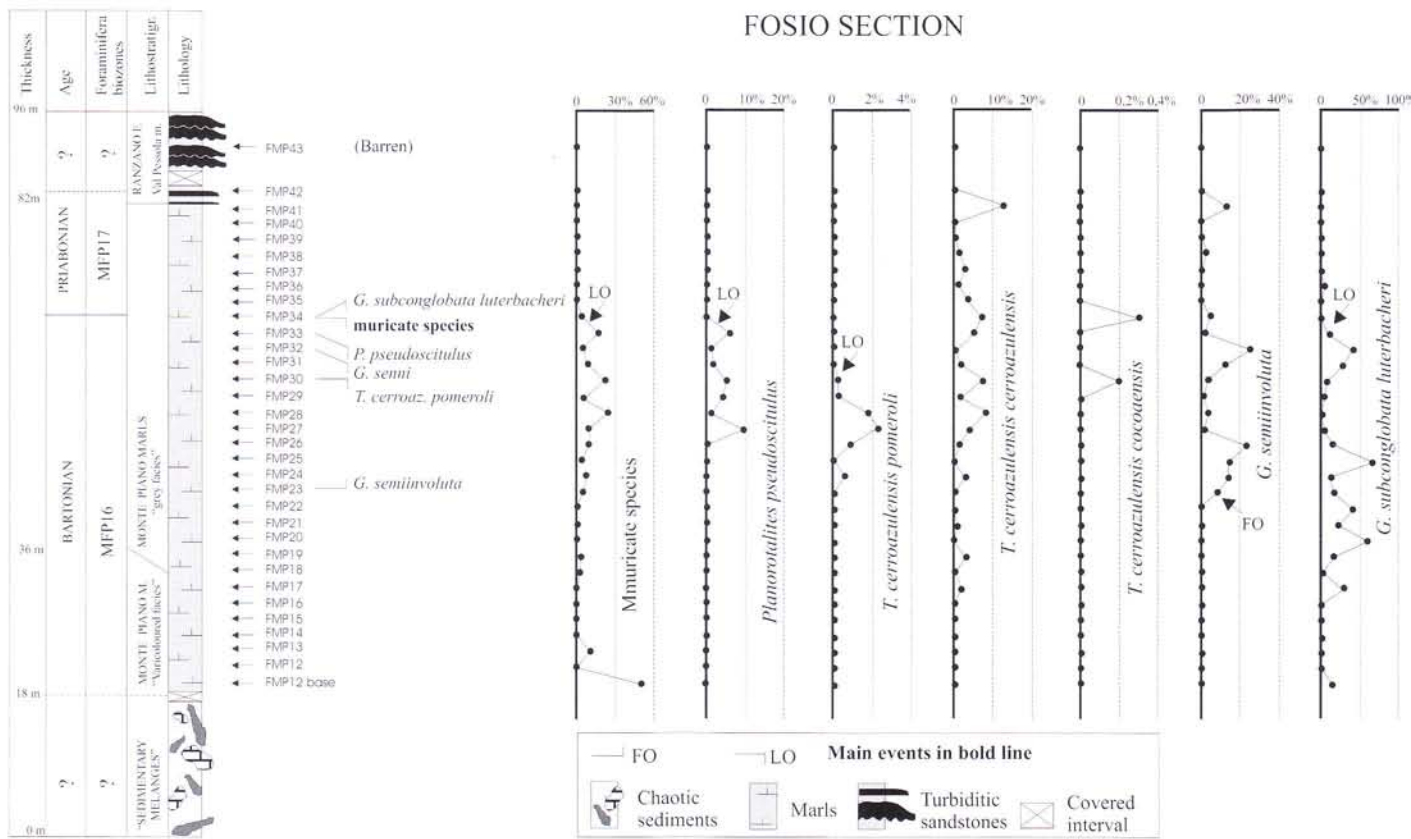 FOSIO SECTION
Thickness
Age
Foraminifera
biozones
Lithostratigr.
Lithology
96 m
82m
36 m
18 m
0 m
?
PRIABONIAN
BARTONIAN
?
?
MFP17
MFP16
?
RANZANO F.
Val Pessola m.
MONTE PIANO MARLS
"grey facies"
MONTE PIANO M.
"Varicoloured facies"
"SEDIMENTARY
MELANGES"
FMP43
(Barren)
FMP42
FMP41
FMP40
FMP39
FMP38
FMP37
FMP36
FMP35
FMP34
FMP33
FMP32
FMP31
FMP30
FMP29
FMP28
FMP27
FMP26
FMP25
FMP24
FMP23
FMP22
FMP21
FMP20
FMP19
FMP18
FMP17
FMP16
FMP15
FMP14
FMP13
FMP12
FMP12 base
G. subconglobata luterbacheri
muricate species
P. pseudoscitulus
G. senni
T. cerroaz. pomeroli
G. semiinvoluta
0 30% 60%
LO
Mmuricate species
0 10% 20%
LO
Planorotalites pseudoscitulus
0 2% 4%
LO
T. cerroazulensis pomeroli
0 10% 20%
T. cerroazulensis cerroazulensis
0 0,2% 0,4%
T. cerroazulensis cocoaensis
0 20% 40%
FO
G. semiinvoluta
0 50% 100%
LO
G. subconglobata luterbacheri
FO
LO
Main events in bold line
Chaotic
sediments
Marls
Turbiditic
sandstones
Covered
interval